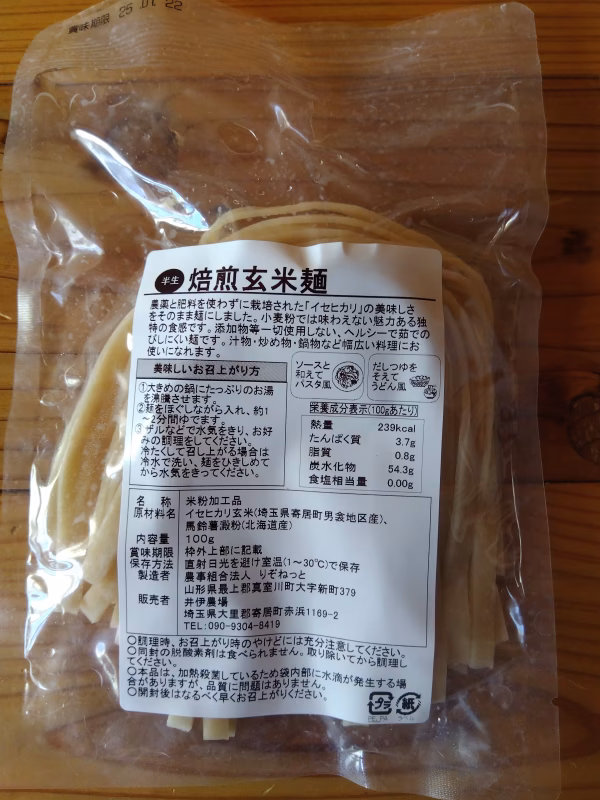 賞味期限 25.01.22
半生 焙煎玄米麺
農薬と肥料を使わずに栽培された「イセヒカリ」の美味しさ
をそのまま麺にしました。小麦粉では味わえない魅力ある独
特の食感です。添加物等一切使用しない、ヘルシーで茹での
びしにくい麺です。汁物・炒め物・鍋物など幅広い料理にお
使いになれます。
美味しいお召上がり方
①大きめの鍋にたっぷりのお湯
を沸騰させます。
②麺をほぐしながら入れ、約1
~2分間ゆでます。
③ザルなどで水気をきり、お好
みの調理をしてください。
冷たくして召し上がる場合は
冷水で洗い、麺をひきしめて
から水気をきってください。
ソースと
和えて
パスタ風
だしつゆを
そえて
うどん風
栄養成分表示(100gあたり)
熱量 239kcal
たんぱく質 3.7g
脂質 0.8g
炭水化物 54.3g
食塩相当量 0.00g
名 称 米粉加工品
原材料名 イセヒカリ玄米(埼玉県寄居町男衾地区産)、
馬鈴薯澱粉(北海道産)
内容量 100g
賞味期限 枠外上部に記載
保存方法 直射日光を避け室温(1~30℃)で保存
製造者 農事組合法人 りぞねっと
山形県最上郡真室川町大字新町379
販売者 井伊農場
埼玉県大里郡寄居町赤浜1169-2
TEL:090-9304-8419
○調理時、お召上がり時のやけどには充分注意してください。
○同封の脱酸素剤は食べられません。取り除いてから調理し
てください。
○本品は、加熱殺菌しているため袋内部に水滴が発生する場
合がありますが、品質に問題はありません。
○開封後はなるべく早くお召上がりください。
プラ 紙
PE,PA ラベル